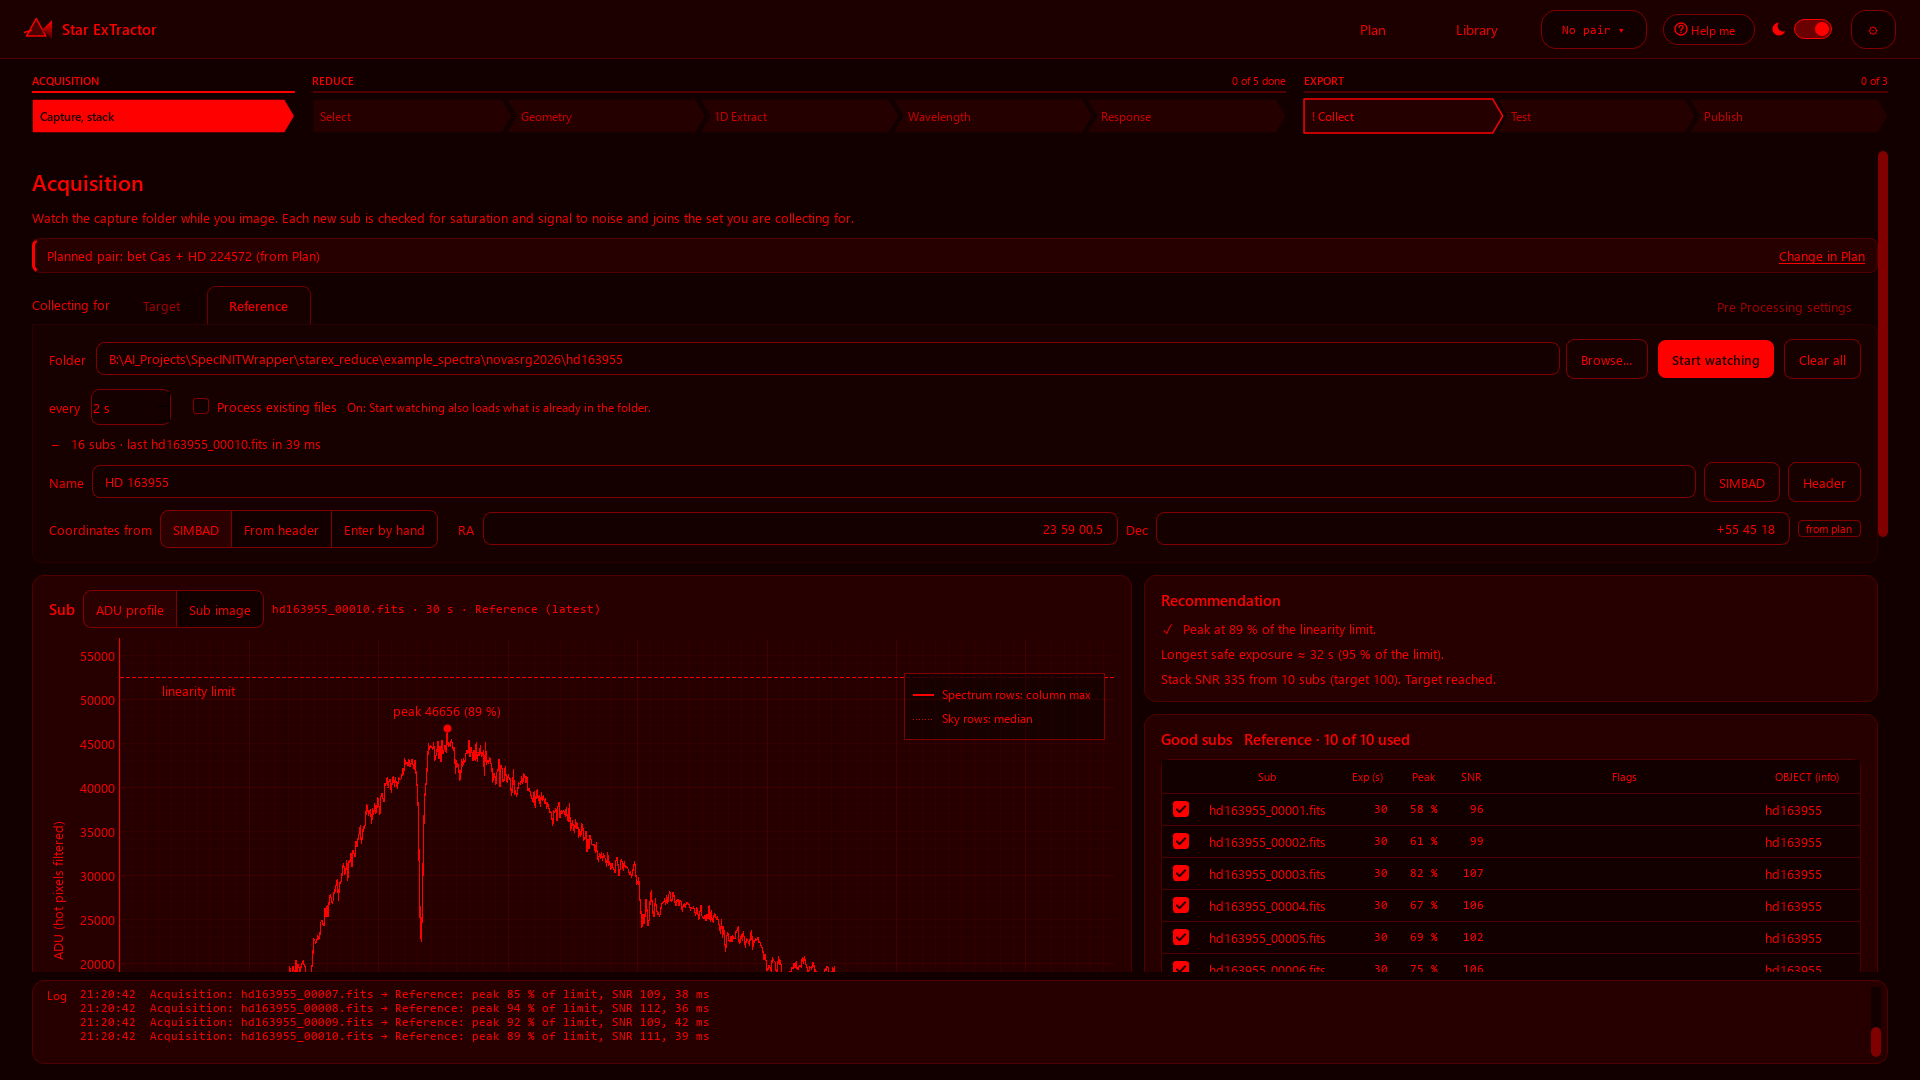 Star ExTractor
Plan
Library
No pair ▾
Help me
ACQUISITION
REDUCE
0 of 5 done
EXPORT
0 of 3
Capture, stack
Select
Geometry
1D Extract
Wavelength
Response
! Collect
Test
Publish
Acquisition
Watch the capture folder while you image. Each new sub is checked for saturation and signal to noise and joins the set you are collecting for.
Planned pair: bet Cas + HD 224572 (from Plan)
Change in Plan
Collecting for
Target
Reference
Pre Processing settings
Folder
B:\AI_Projects\SpecINITWrapper\starex_reduce\example_spectra\novasrg2026\hd163955
Browse...
Start watching
Clear all
every
2 s
Process existing files
On: Start watching also loads what is already in the folder.
– 16 subs · last hd163955_00010.fits in 39 ms
Name
HD 163955
SIMBAD
Header
Coordinates from
SIMBAD
From header
Enter by hand
RA
23 59 00.5
Dec
+55 45 18
from plan
Sub
ADU profile
Sub image
hd163955_00010.fits · 30 s · Reference (latest)
55000
50000
45000
40000
35000
30000
25000
20000
ADU (hot pixels filtered)
linearity limit
peak 46656 (89 %)
Spectrum rows: column max
Sky rows: median
Recommendation
✓ Peak at 89 % of the linearity limit.
Longest safe exposure ≈ 32 s (95 % of the limit).
Stack SNR 335 from 10 subs (target 100). Target reached.
Good subs Reference · 10 of 10 used
Sub Exp (s) Peak SNR Flags OBJECT (info)
hd163955_00001.fits 30 58 % 96 hd163955
hd163955_00002.fits 30 61 % 99 hd163955
hd163955_00003.fits 30 82 % 107 hd163955
hd163955_00004.fits 30 67 % 106 hd163955
hd163955_00005.fits 30 69 % 102 hd163955
hd163955_00006.fits 30 75 % 106 hd163955
Log
21:20:42 Acquisition: hd163955_00007.fits → Reference: peak 85 % of limit, SNR 109, 38 ms
21:20:42 Acquisition: hd163955_00008.fits → Reference: peak 94 % of limit, SNR 112, 36 ms
21:20:42 Acquisition: hd163955_00009.fits → Reference: peak 92 % of limit, SNR 109, 42 ms
21:20:42 Acquisition: hd163955_00010.fits → Reference: peak 89 % of limit, SNR 111, 39 ms